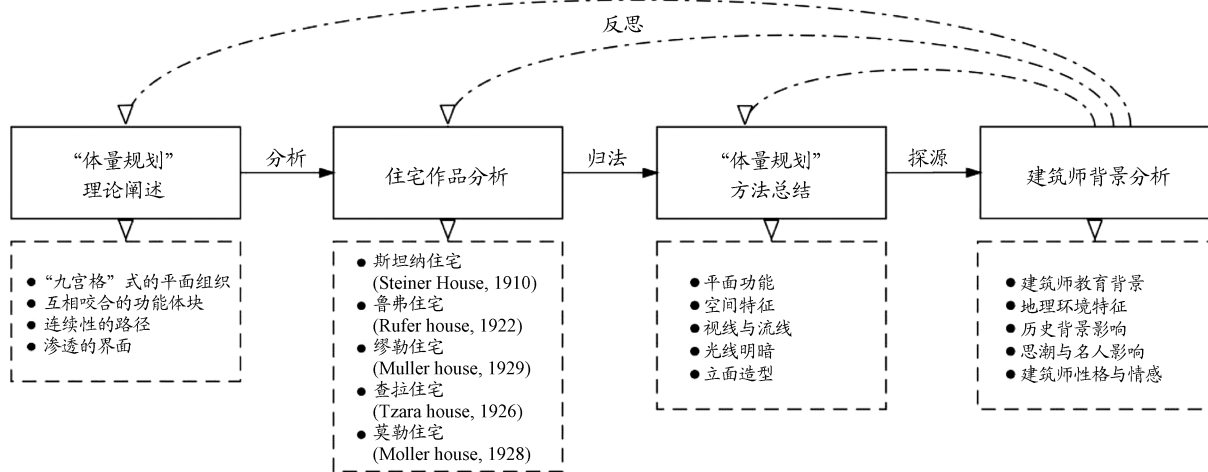 反思
“体量规划”
理论阐述
分析
住宅作品分析
归法
“体量规划”
方法总结
探源
建筑师背景分析
●“九宫格”式的平面组织
●互相咬合的功能体块
●连续性的路径
●渗透的界面
●斯坦纳住宅
(Steiner House, 1910)
●鲁弗住宅
(Rufer house, 1922)
●缪勒住宅
(Muller house, 1929)
●查拉住宅
(Tzara house, 1926)
●莫勒住宅
(Moller house, 1928)
●平面功能
●空间特征
●视线与流线
●光线明暗
●立面造型
●建筑师教育背景
●地理环境特征
●历史背景影响
●思潮与名人影响
●建筑师性格与情感